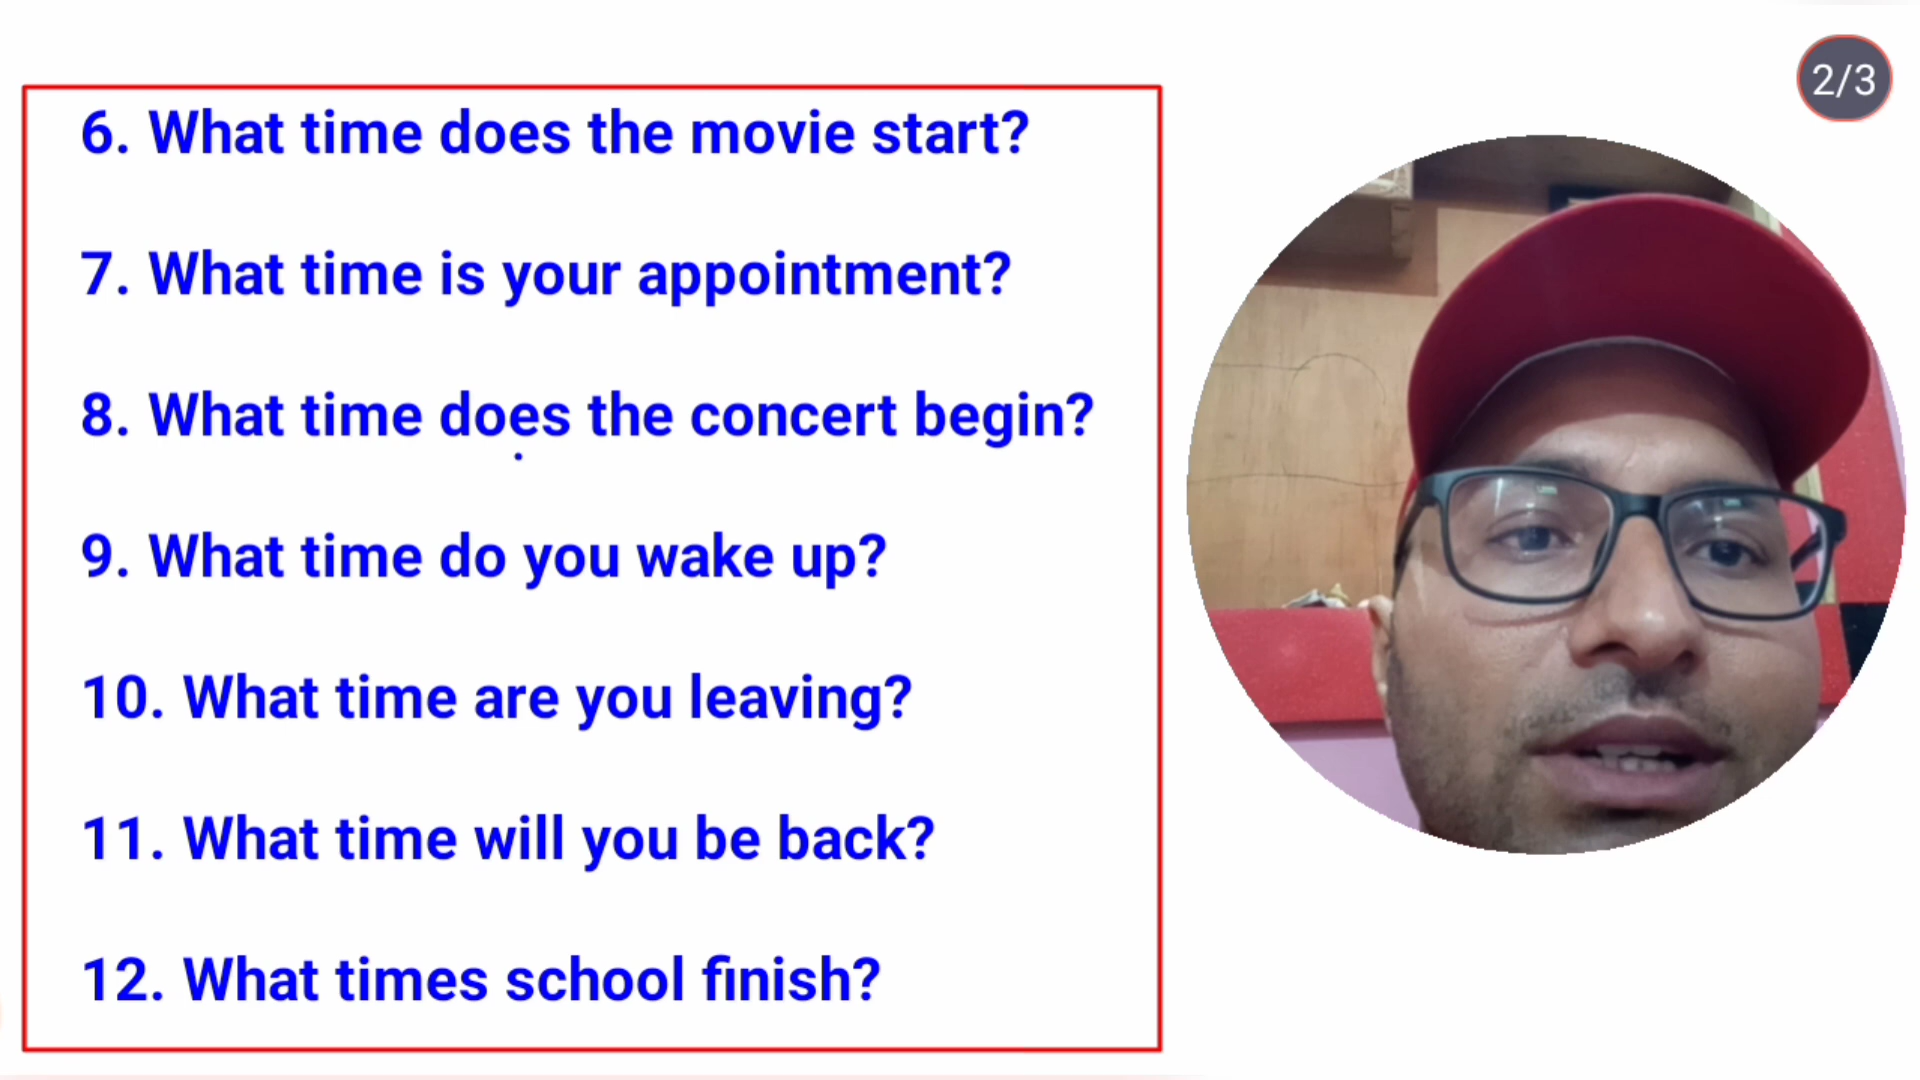 2/3
6. What time does the movie start?
7. What time is your appointment?
8. What time does the concert begin?
9. What time do you wake up?
10. What time are you leaving?
11. What time will you be back?
12. What times school finish?